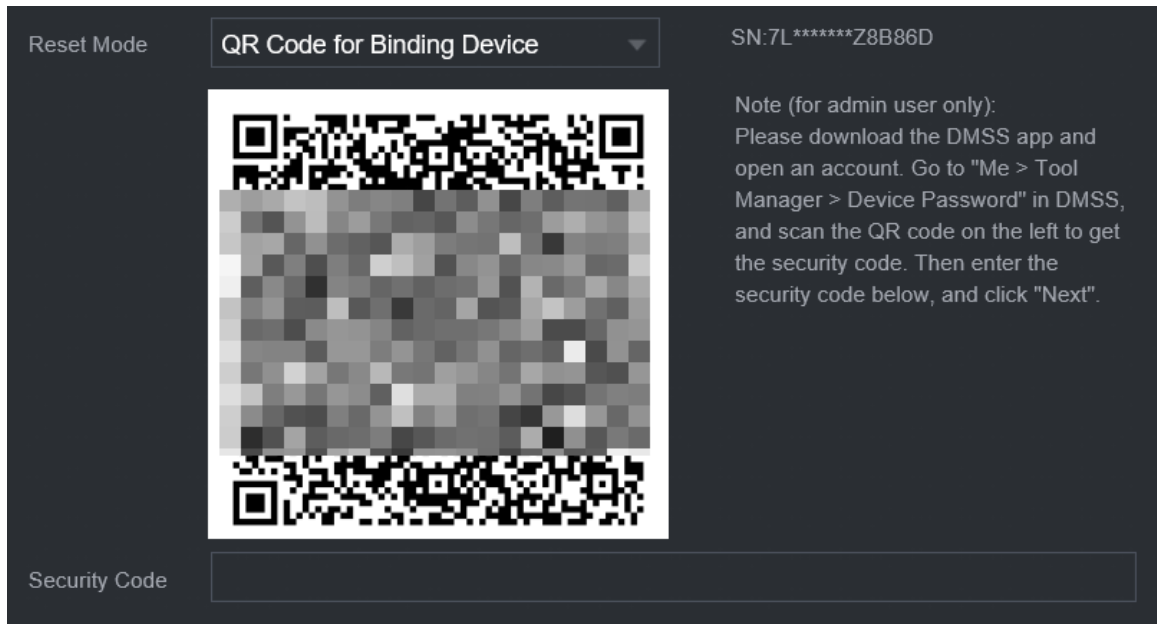 Reset Mode
QR Code for Binding Device
SN:7L*******Z8B86D
Note (for admin user only):
Please download the DMSS app and
open an account. Go to "Me > Tool
Manager > Device Password" in DMSS,
and scan the QR code on the left to get
the security code. Then enter the
security code below, and click "Next".
Security Code